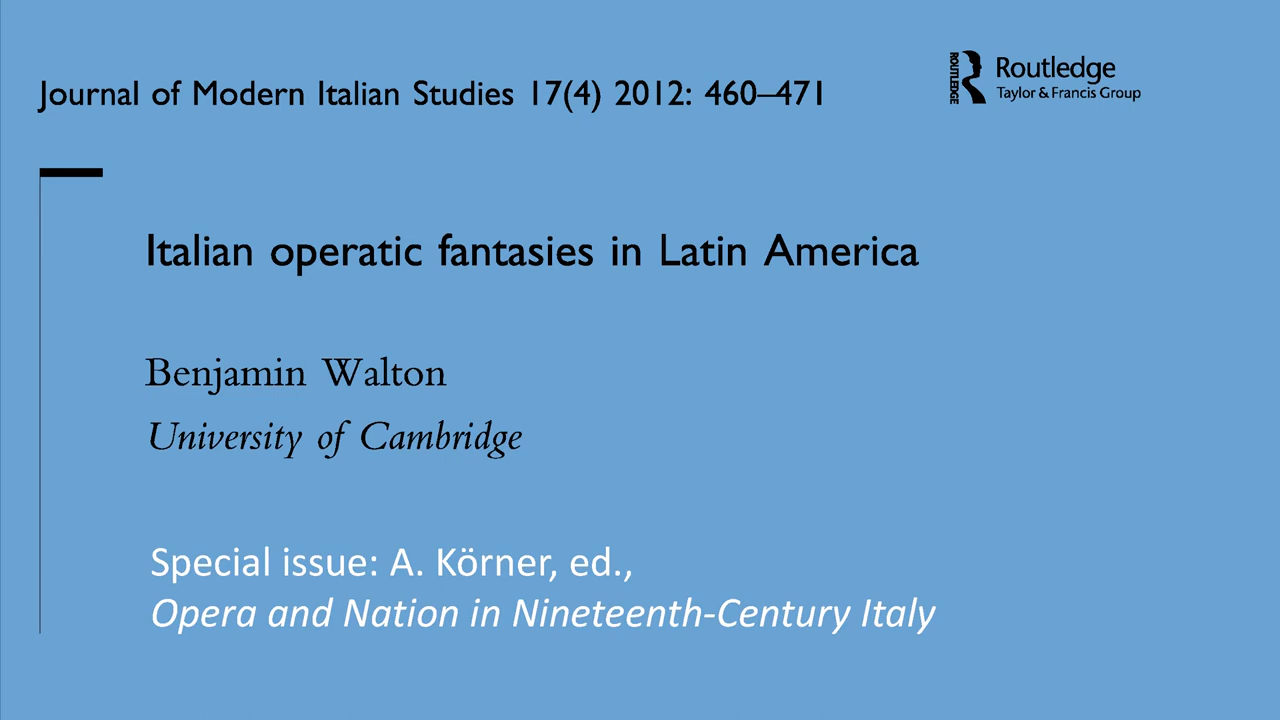 Journal of Modern Italian Studies 17(4) 2012: 460–471
ROUTLEDGE
Routledge
Taylor & Francis Group
Italian operatic fantasies in Latin America
Benjamin Walton
University of Cambridge
Special issue: A. Körner, ed.,
Opera and Nation in Nineteenth-Century Italy